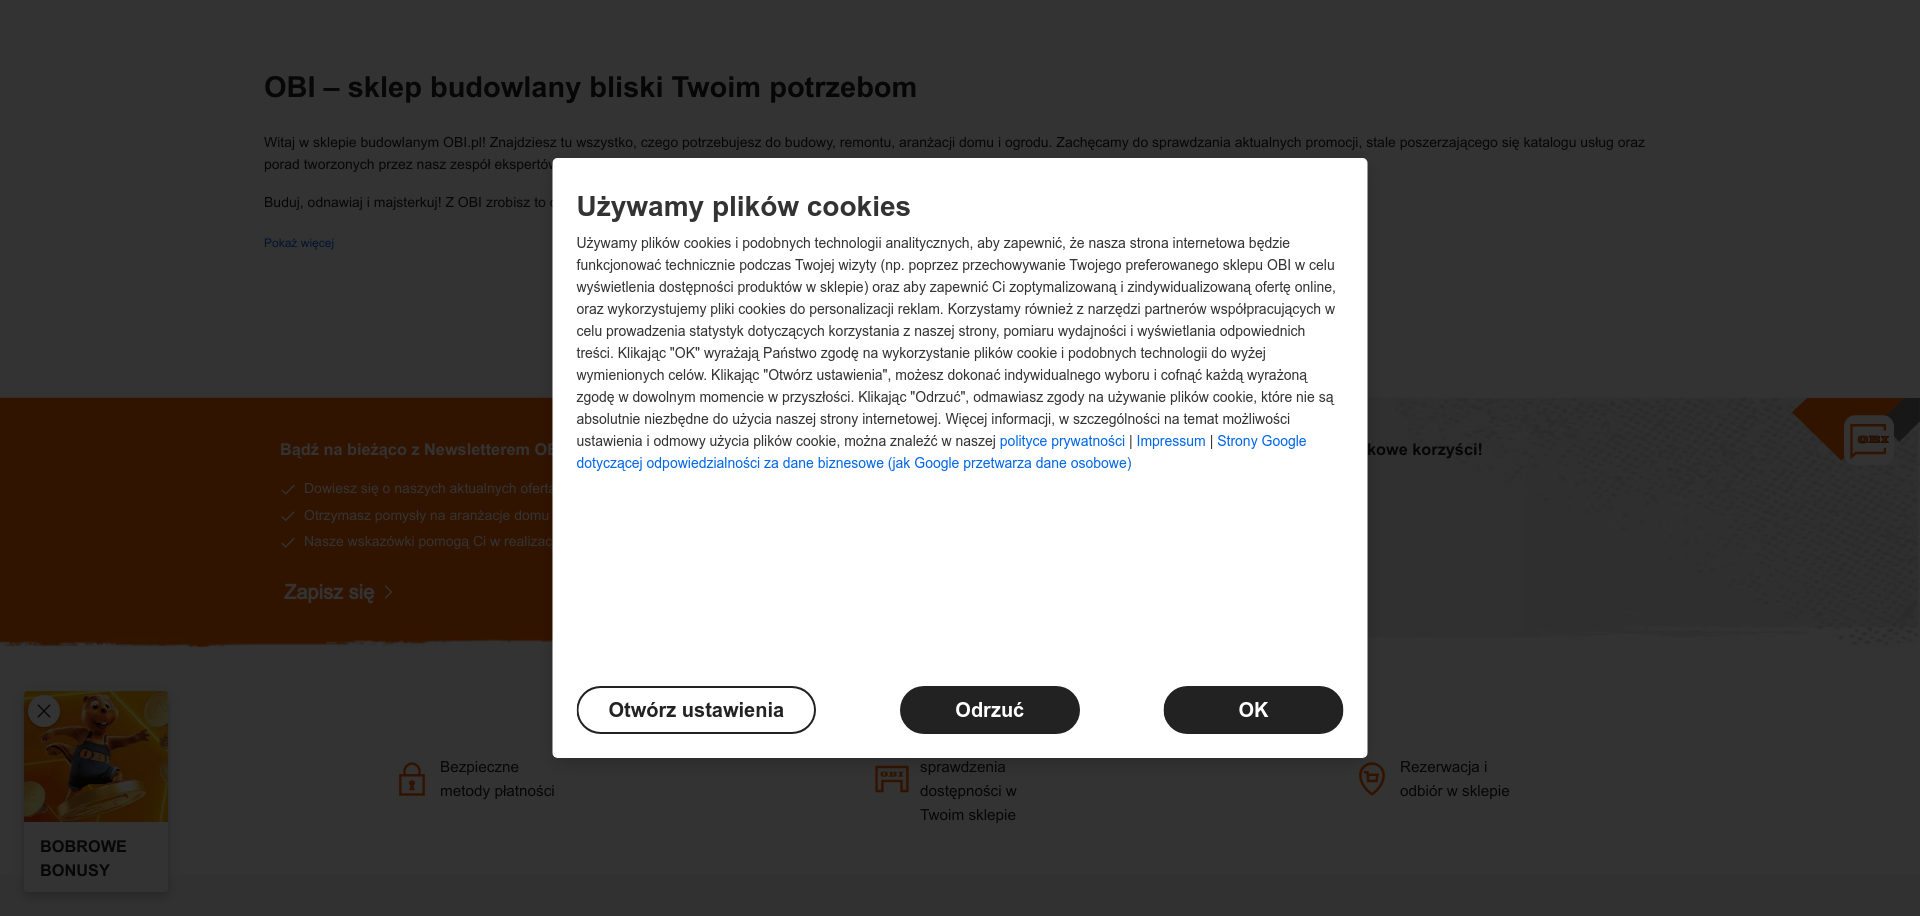 OBI – sklep budowlany bliski Twoim potrzebom
Witaj w sklepie budowlanym OBI.pl! Znajdziesz tu wszystko, czego potrzebujesz do budowy, remontu, aranżacji domu i ogrodu. Zachęcamy do sprawdzania aktualnych promocji, stale poszerzającego się katalogu usług oraz
porad tworzonych przez nasz zespół ekspertów
Buduj, odnawiaj i majsterkuj! Z OBI zrobisz to
Pokaż więcej
Używamy plików cookies
Używamy plików cookies i podobnych technologii analitycznych, aby zapewnić, że nasza strona internetowa będzie
funkcjonować technicznie podczas Twojej wizyty (np. poprzez przechowywanie Twojego preferowanego sklepu OBI w celu
wyświetlenia dostępności produktów w sklepie) oraz aby zapewnić Ci zoptymalizowaną i zindywidualizowaną ofertę online,
oraz wykorzystujemy pliki cookies do personalizacji reklam. Korzystamy również z narzędzi partnerów współpracujących w
celu prowadzenia statystyk dotyczących korzystania z naszej strony, pomiaru wydajności i wyświetlania odpowiednich
treści. Klikając "OK" wyrażają Państwo zgodę na wykorzystanie plików cookie i podobnych technologii do wyżej
wymienionych celów. Klikając "Otwórz ustawienia", możesz dokonać indywidualnego wyboru i cofnąć każdą wyrażoną
zgodę w dowolnym momencie w przyszłości. Klikając "Odrzuć", odmawiasz zgody na używanie plików cookie, które nie są
absolutnie niezbędne do użycia naszej strony internetowej. Więcej informacji, w szczególności na temat możliwości
ustawienia i odmowy użycia plików cookie, można znaleźć w naszej polityce prywatności | Impressum | Strony Google
dotyczącej odpowiedzialności za dane biznesowe (jak Google przetwarza dane osobowe)
Otwórz ustawienia
Odrzuć
OK
Bądź na bieżąco z Newsletterem
Dowiesz się o naszych aktualnych
Otrzymasz pomysły na aranżacje domu
Nasze wskazówki pomogą Ci w
Zapisz się
korzyści!
OBI
OBI
BOBROWE
BONUSY
Bezpieczne
metody płatności
OBI
sprawdzenia
dostępności w
Twoim sklepie
Rezerwacja i
odbiór w sklepie